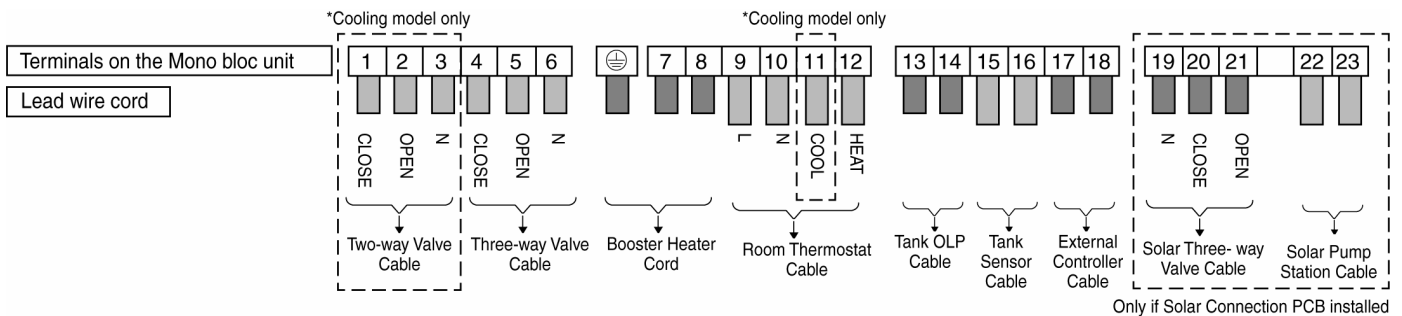 *Cooling model only
*Cooling model only
Terminals on the Mono bloc unit
1 2 3 4 5 6 7 8 9 10 11 12 13 14 15 16 17 18 19 20 21 22 23
Lead wire cord
CLOSE OPEN N CLOSE OPEN N L N COOL HEAT N CLOSE OPEN
Two-way Valve
Cable
Three-way Valve
Cable
Booster Heater
Cord
Room Thermostat
Cable
Tank OLP
Cable
Tank
Sensor
Cable
External
Controller
Cable
Solar Three- way
Valve Cable
Solar Pump
Station Cable
Only if Solar Connection PCB installed